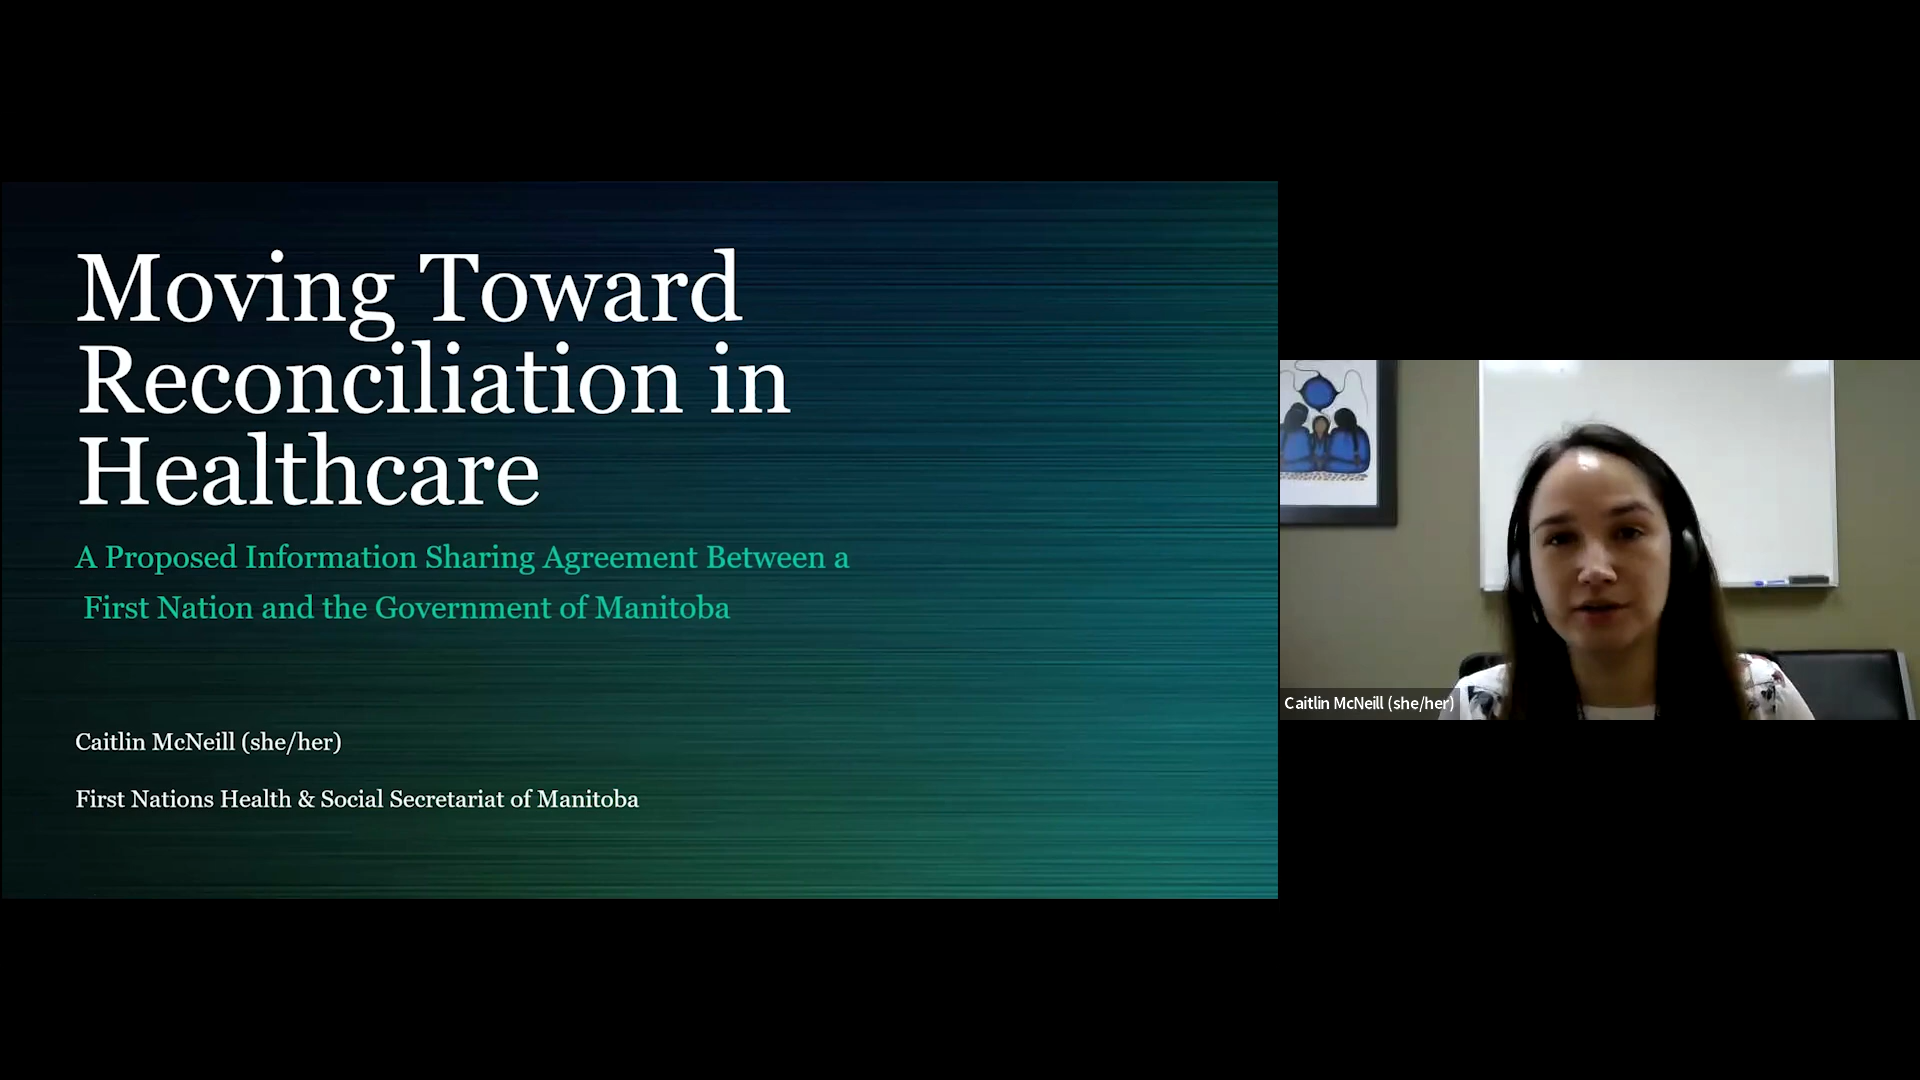 Moving Toward
Reconciliation in
Healthcare
A Proposed Information Sharing Agreement Between a
First Nation and the Government of Manitoba
Caitlin McNeill (she/her)
First Nations Health & Social Secretariat of Manitoba
Caitlin McNeill (she/her)